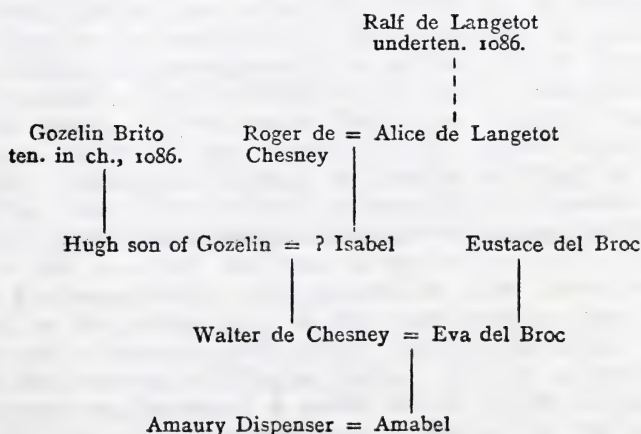 Ralf de Langetot
underten. 1086.
Gozelin Brito
ten. in ch., 1086.
Roger de = Alice de Langetot
Chesney
Hugh son of Gozelin = ? Isabel
Eustace del Broc
Walter de Chesney = Eva del Broc
Amaury Dispenser = Amabel